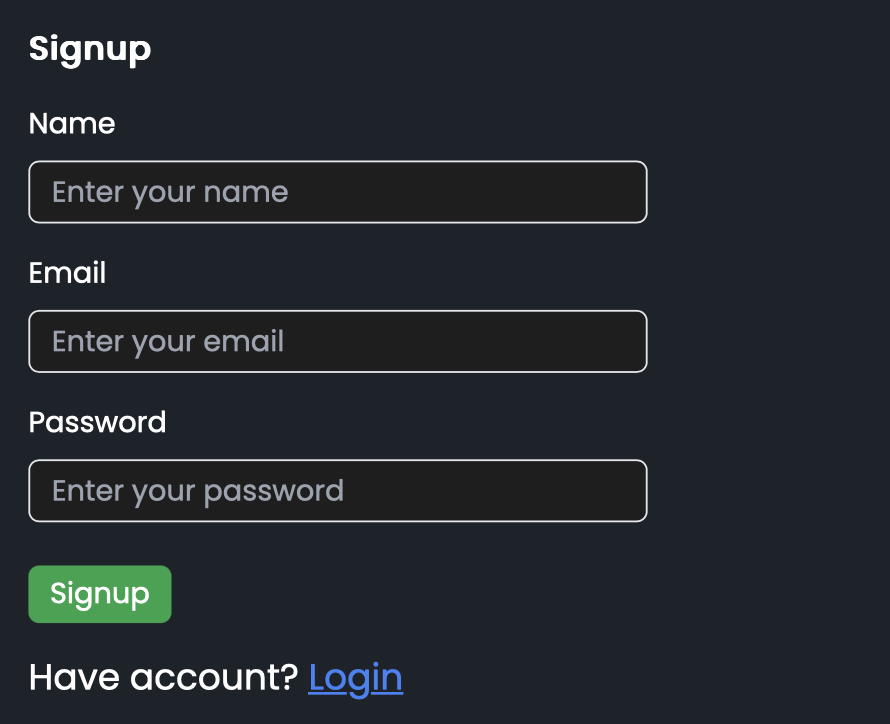 Signup
Name
Enter your name
Email
Enter your email
Password
Enter your password
Signup
Have account? Login